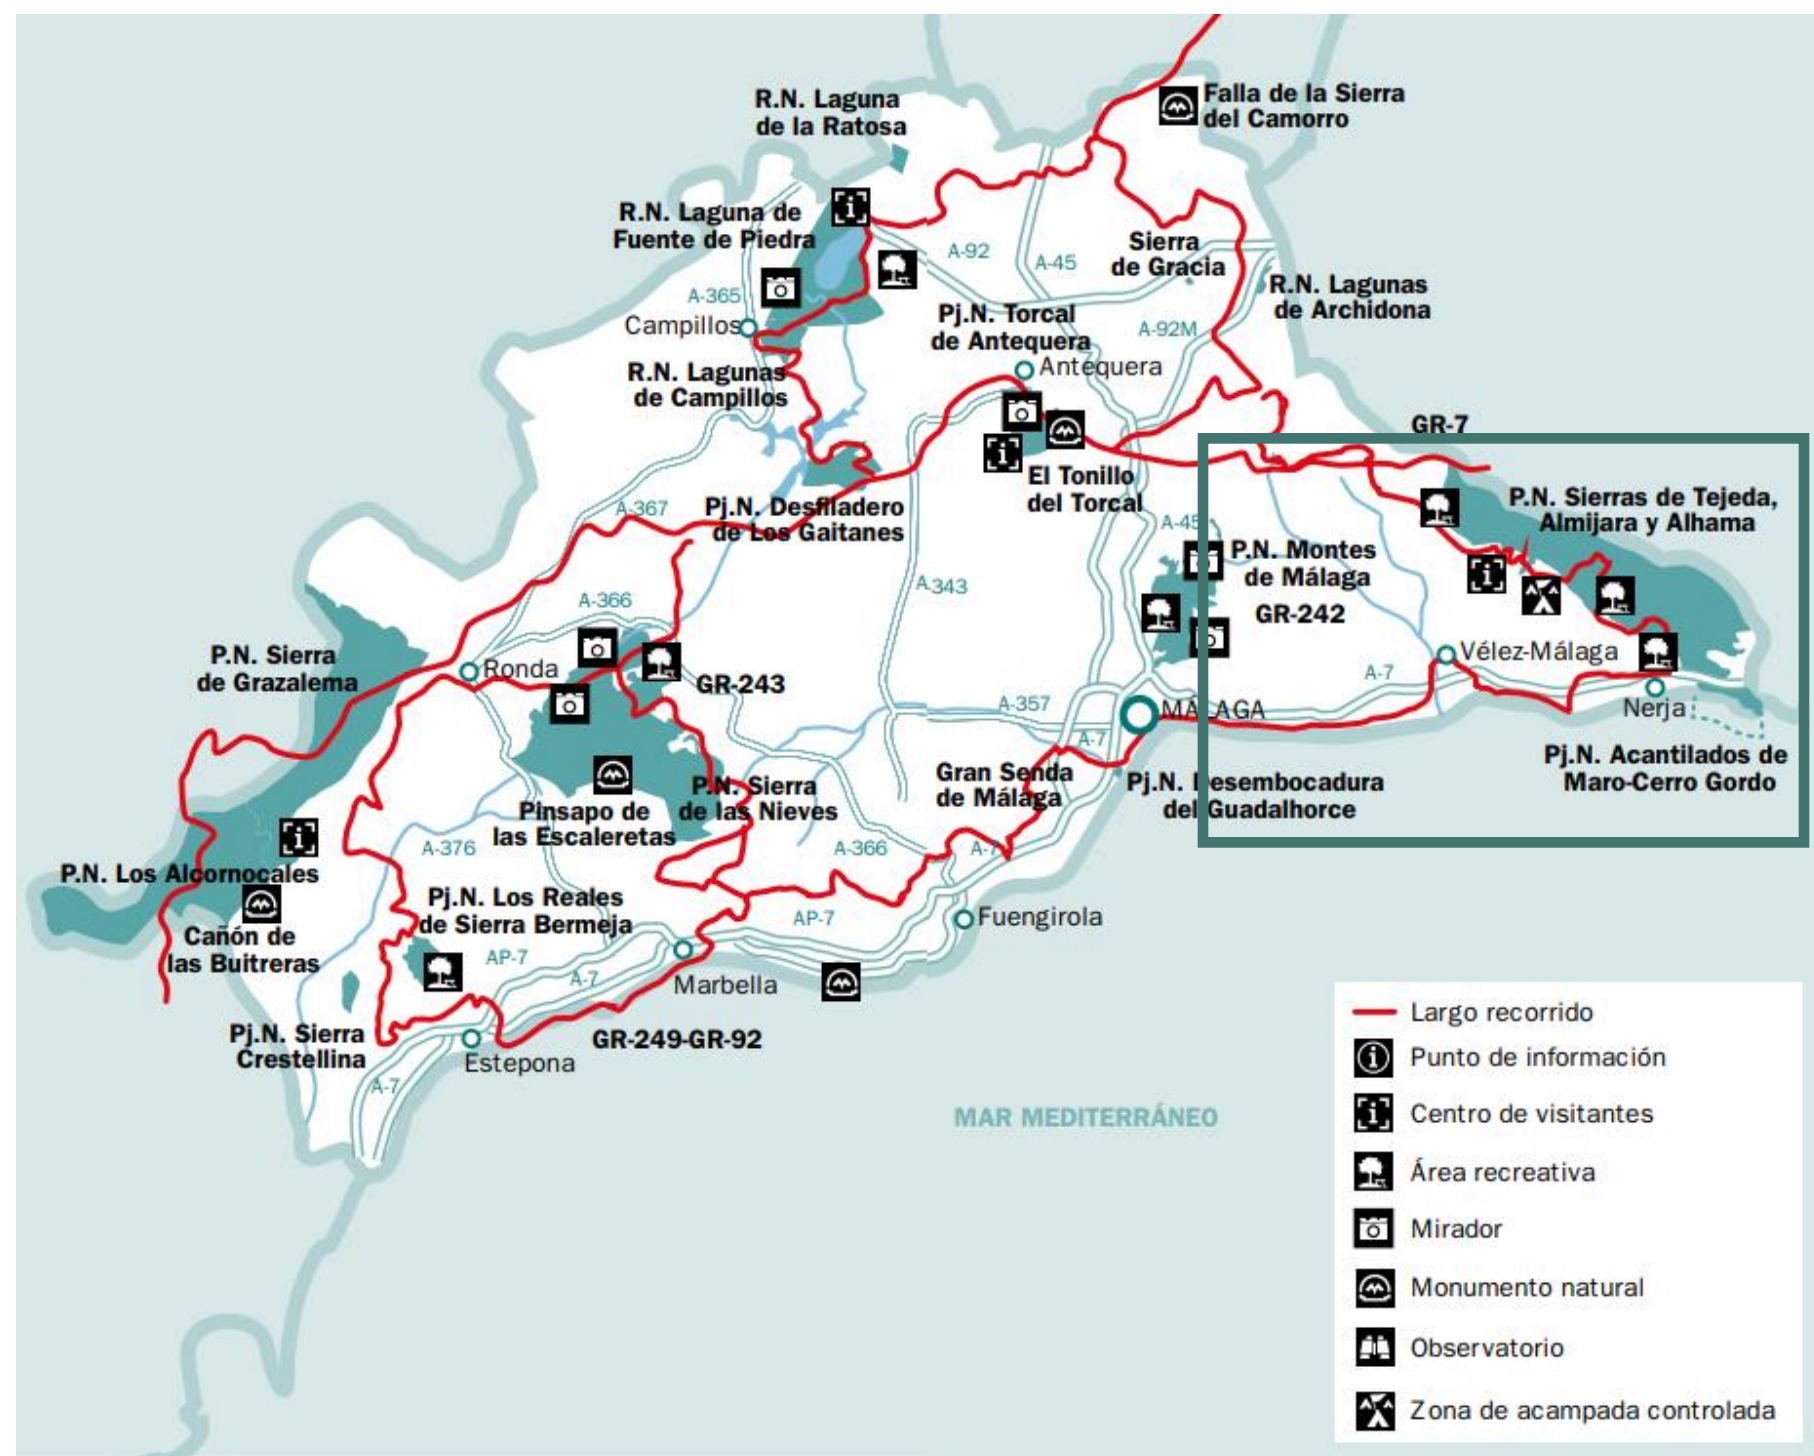 Falla de la Sierra
del Camorro
R.N. Laguna
de la Ratosa
R.N. Laguna de
Fuente de Piedra
A-92
A-45
Sierra
de Gracia
R.N. Lagunas
de Archidona
A-365
Campillos
Pj.N. Torcal
de Antequera
A-92M
Antequera
R.N. Lagunas
de Campillos
GR-7
El Tonillo
del Torcal
P.N. Sierras de Tejeda,
Almijara y Alhama
A-367
Pj.N. Desfiladero
de Los Gaitanes
A-45
P.N. Montes
de Málaga
GR-242
A-343
A-366
P.N. Sierra
de Grazalema
Ronda
GR-243
Vélez-Málaga
A-7
A-357
MÁLAGA
Nerja
A-7
Pj.N. Acantilados de
Maro-Cerro Gordo
Gran Senda
de Málaga
Pj.N. Desembocadura
del Guadalhorce
P.N. Sierra
de las Nieves
Pinsapo de
las Escaleretas
A-376
A-366
A-7
P.N. Los Alcornocales
Pj.N. Los Reales
de Sierra Bermeja
AP-7
Fuengirola
Cañón de
las Buitreras
AP-7
A-7
Marbella
Pj.N. Sierra
Crestellina
GR-249-GR-92
Estepona
A-7
MAR MEDITERRÁNEO
Largo recorrido
Punto de información
Centro de visitantes
Área recreativa
Mirador
Monumento natural
Observatorio
Zona de acampada controlada